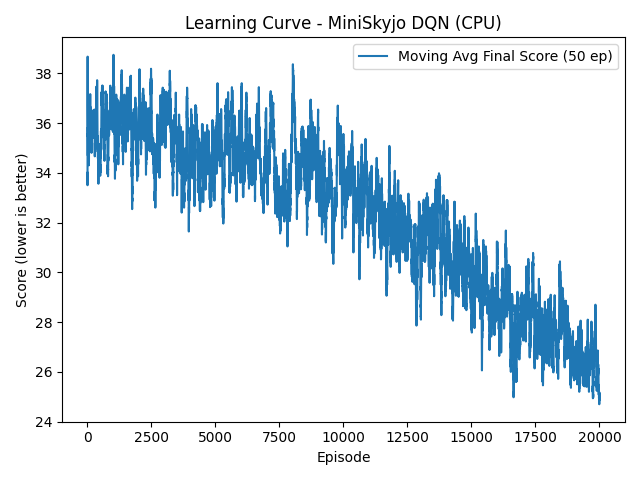 Learning Curve - MiniSkyjo DQN (CPU)
Moving Avg Final Score (50 ep)
Score (lower is better)
38
36
34
32
30
28
26
24
0 2500 5000 7500 10000 12500 15000 17500 20000
Episode